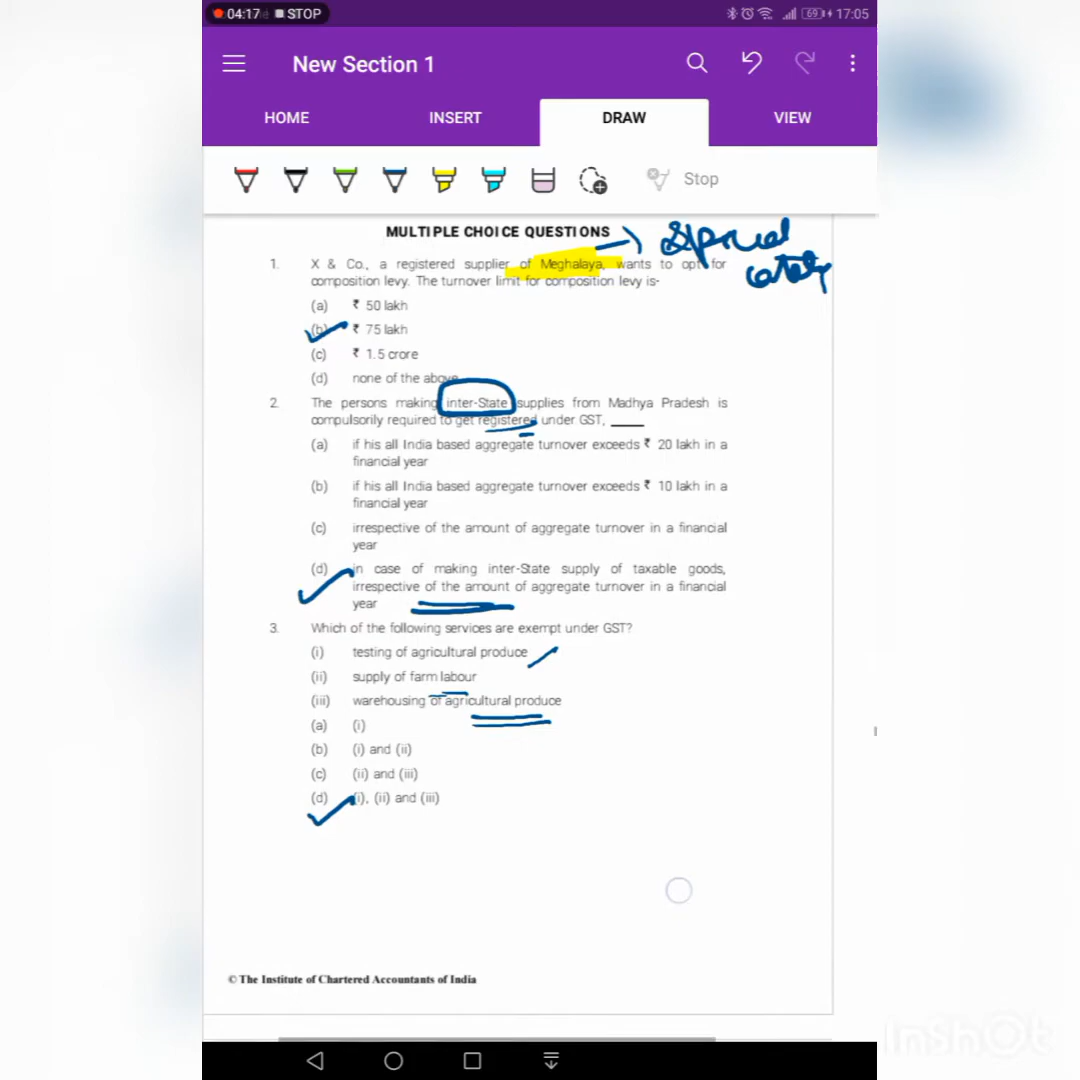 04:17 STOP 69 17:05
New Section 1
HOME INSERT DRAW VIEW
Stop
MULTIPLE CHOICE QUESTIONS
Special
1. X & Co., a registered supplier of Meghalaya, wants to opt for
composition levy. The turnover limit for composition levy is-
(a) ₹ 50 lakh
(b) ₹ 75 lakh
(c) ₹ 1.5 crore
(d) none of the above
2. The persons making inter-State supplies from Madhya Pradesh is
compulsorily required to get registered under GST, ____
(a) if his all India based aggregate turnover exceeds ₹ 20 lakh in a
financial year
(b) if his all India based aggregate turnover exceeds ₹ 10 lakh in a
financial year
(c) irrespective of the amount of aggregate turnover in a financial
year
(d) in case of making inter-State supply of taxable goods,
irrespective of the amount of aggregate turnover in a financial
year
3. Which of the following services are exempt under GST?
(i) testing of agricultural produce
(ii) supply of farm labour
(iii) warehousing of agricultural produce
(a) (i)
(b) (i) and (ii)
(c) (ii) and (iii)
(d) (i), (ii) and (iii)
© The Institute of Chartered Accountants of India
InShOt